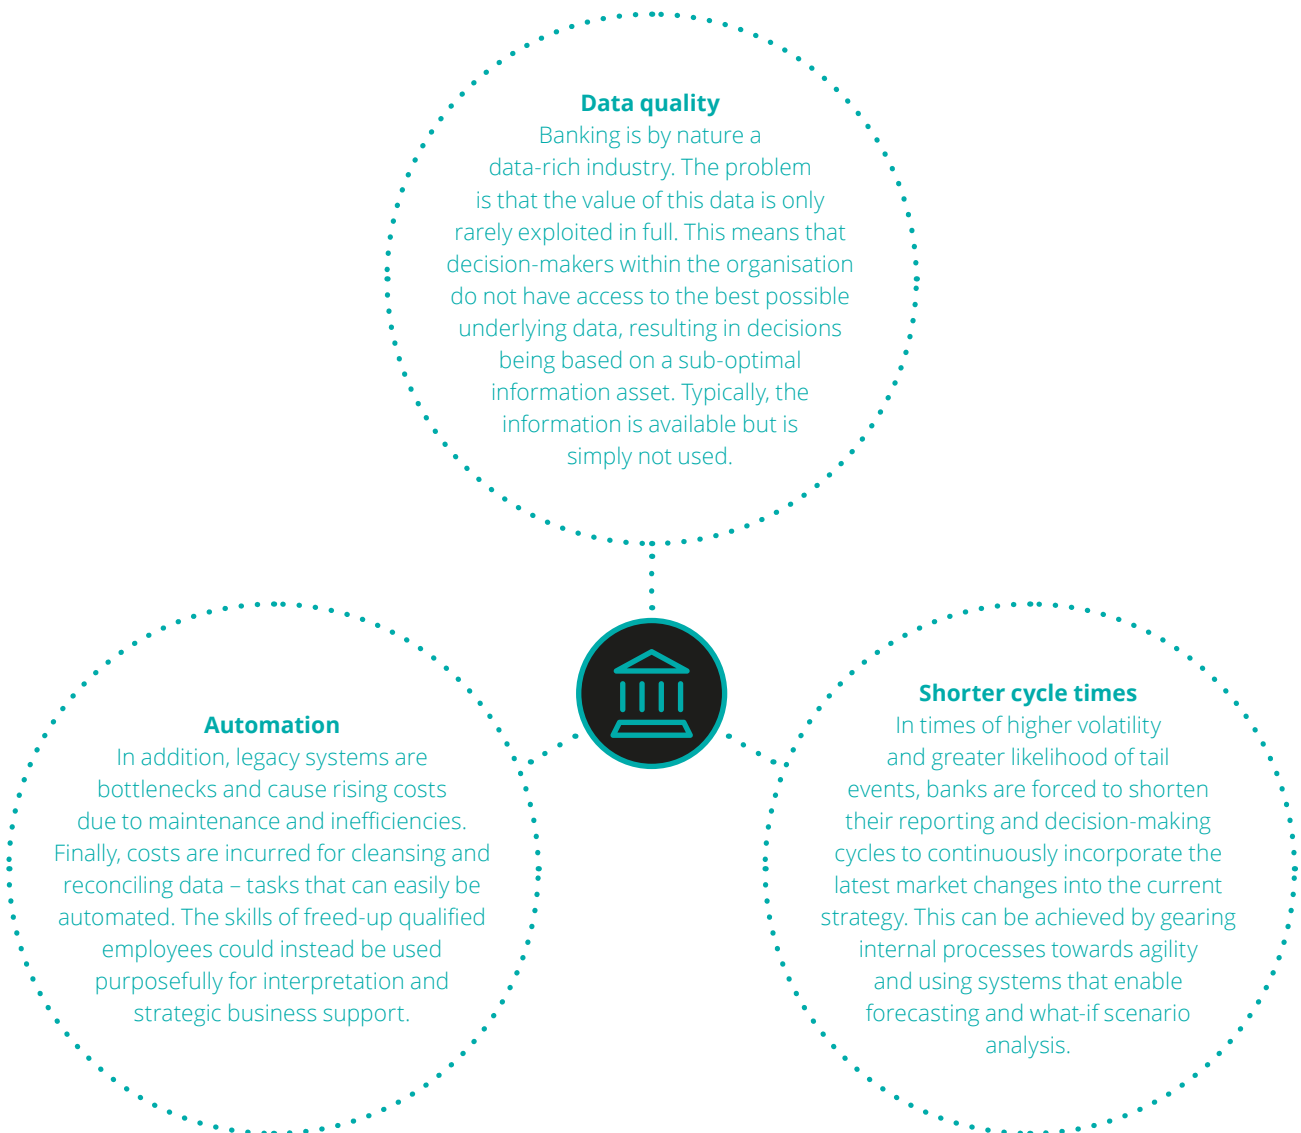 Data quality
Banking is by nature a
data-rich industry. The problem
is that the value of this data is only
rarely exploited in full. This means that
decision-makers within the organisation
do not have access to the best possible
underlying data, resulting in decisions
being based on a sub-optimal
information asset. Typically, the
information is available but is
simply not used.
Automation
In addition, legacy systems are
bottlenecks and cause rising costs
due to maintenance and inefficiencies.
Finally, costs are incurred for cleansing and
reconciling data – tasks that can easily be
automated. The skills of freed-up qualified
employees could instead be used
purposefully for interpretation and
strategic business support.
Shorter cycle times
In times of higher volatility
and greater likelihood of tail
events, banks are forced to shorten
their reporting and decision-making
cycles to continuously incorporate the
latest market changes into the current
strategy. This can be achieved by gearing
internal processes towards agility
and using systems that enable
forecasting and what-if scenario
analysis.